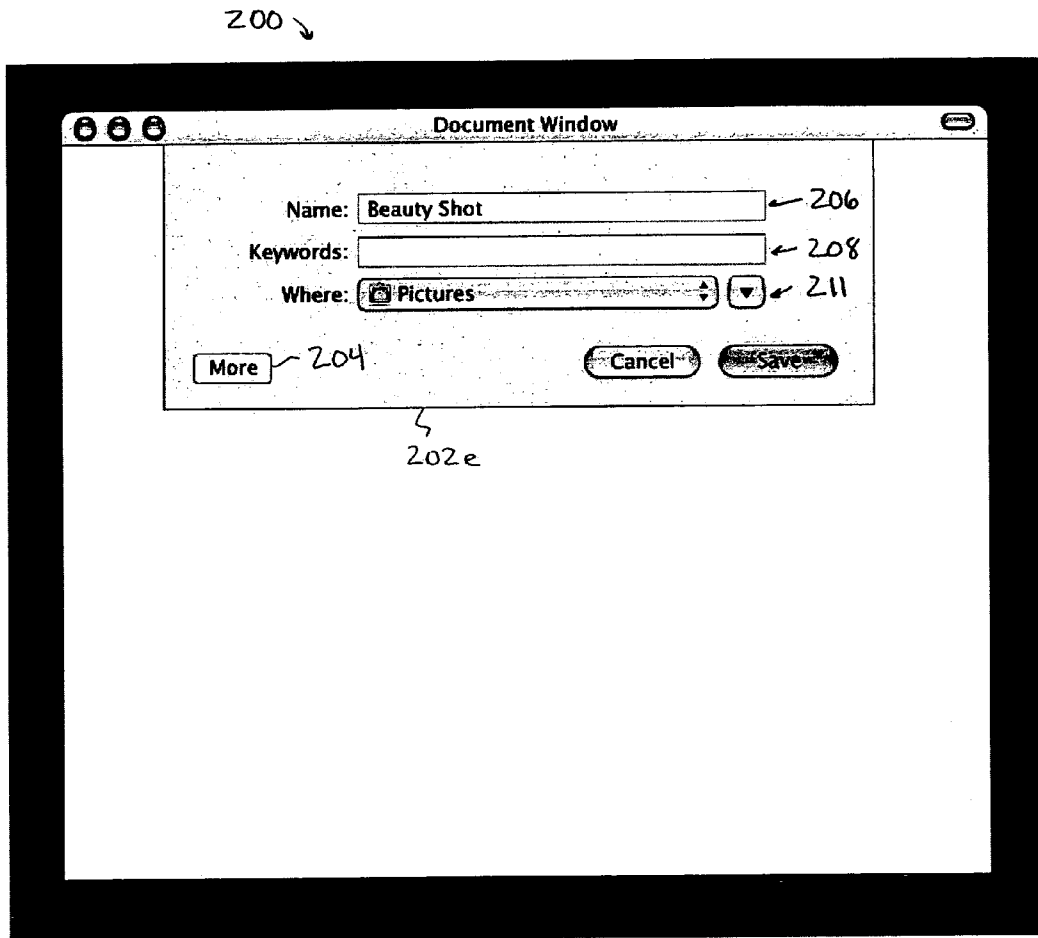 200
Document Window
Name: Beauty Shot 206
Keywords: 208
Where: Pictures 211
More 204 Cancel Save
202e